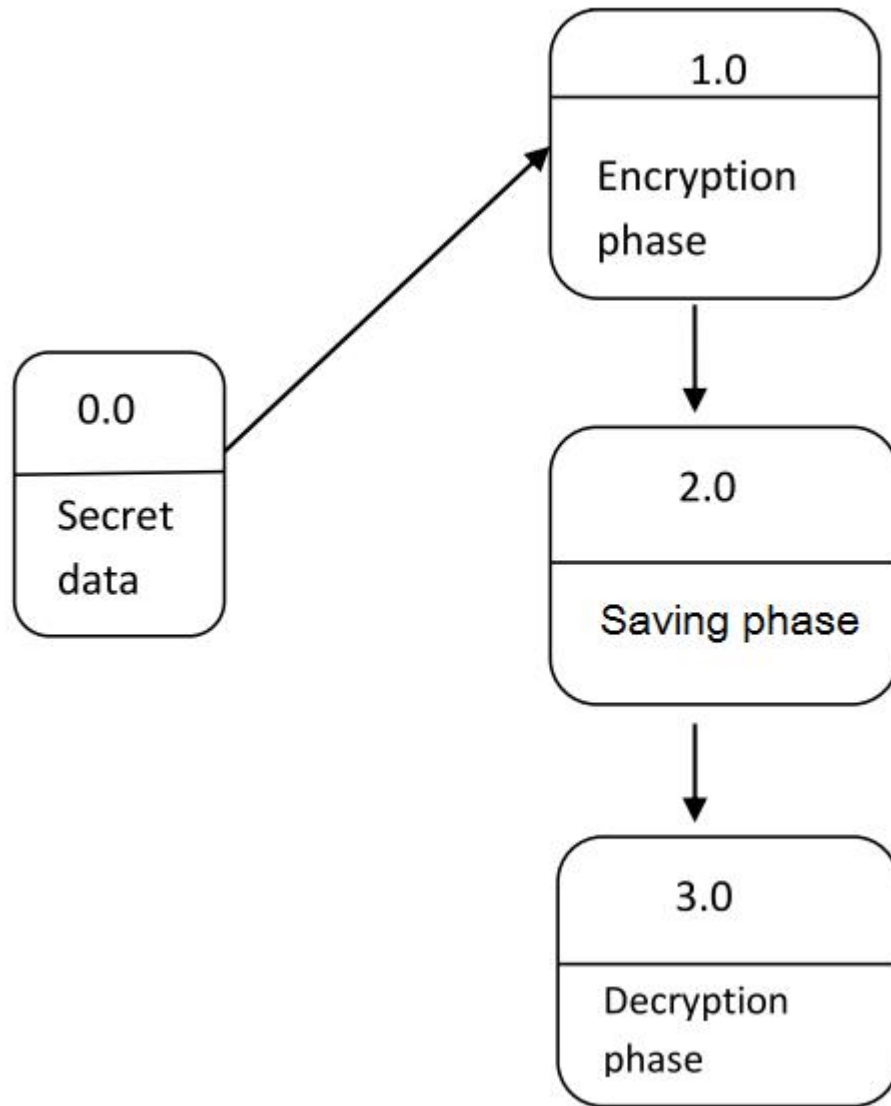 1.0
Encryption
phase
0.0
Secret
data
2.0
Saving phase
3.0
Decryption
phase